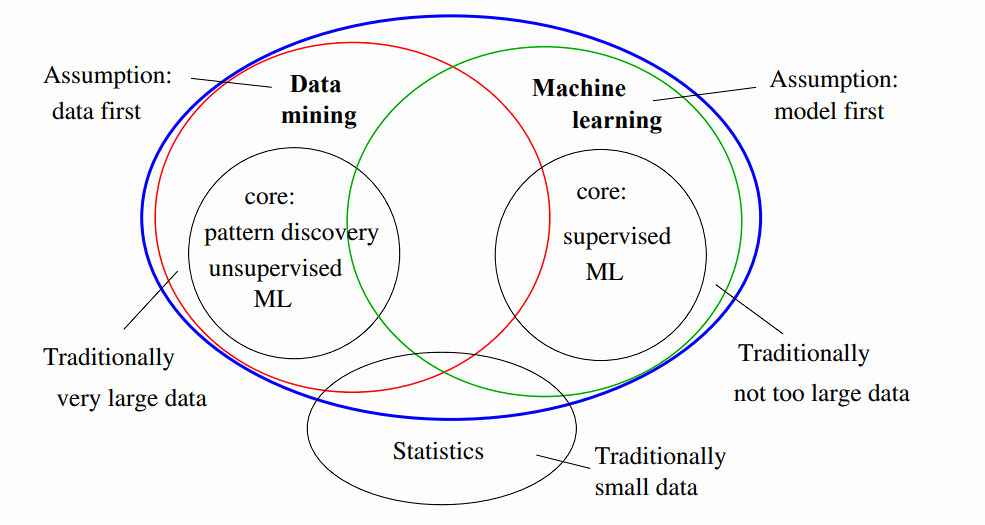 Assumption:
data first
Data
mining
Machine
learning
Assumption:
model first
core:
pattern discovery
unsupervised
ML
core:
supervised
ML
Traditionally
very large data
Traditionally
not too large data
Statistics
Traditionally
small data